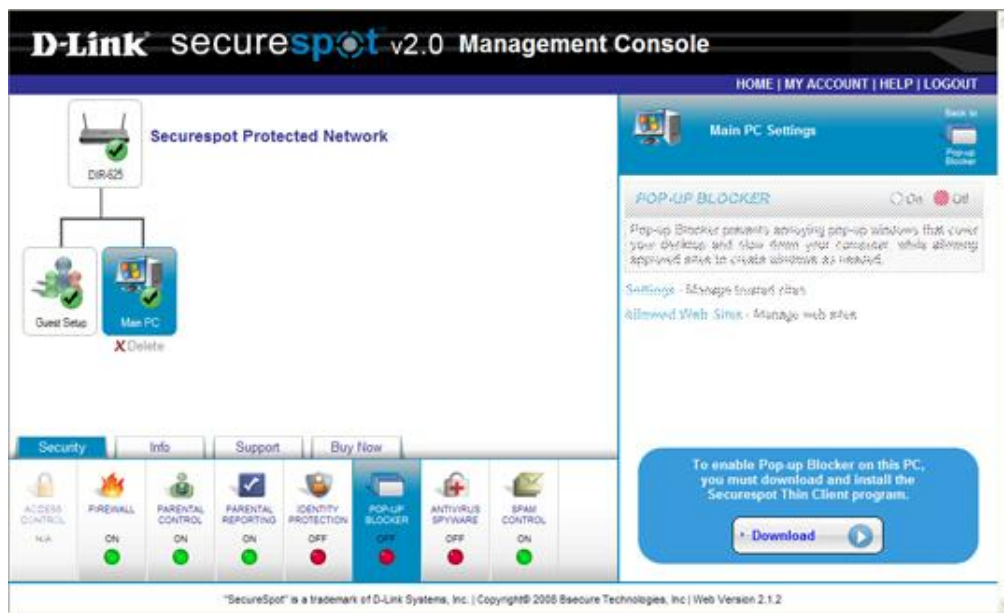 D-Link securespot v2.0 Management Console
HOME | MY ACCOUNT | HELP | LOGOUT
DIR-625
Securespot Protected Network
Guest Setup
Main PC
X Delete
Main PC Settings
Back to
Pop-up
Blocker
POP-UP BLOCKER
On
Off
Pop-up Blocker prevents annoying pop-up windows that cover
your desktop and slow down your computer, while allowing
approved sites to create windows as needed.
Settings - Manage trusted sites
Allowed Web Sites - Manage web sites
To enable Pop-up Blocker on this PC,
you must download and install the
Securespot Thin Client program.
Download
Security
Info
Support
Buy Now
ACCESS
CONTROL
N/A
FIREWALL
ON
PARENTAL
CONTROL
ON
PARENTAL
REPORTING
ON
IDENTITY
PROTECTION
OFF
POP-UP
BLOCKER
OFF
ANTIVIRUS
SPYWARE
OFF
SPAM
CONTROL
ON
"SecureSpot" is a trademark of D-Link Systems, Inc. | Copyright© 2008 Bsecure Technologies, Inc | Web Version 2.1.2